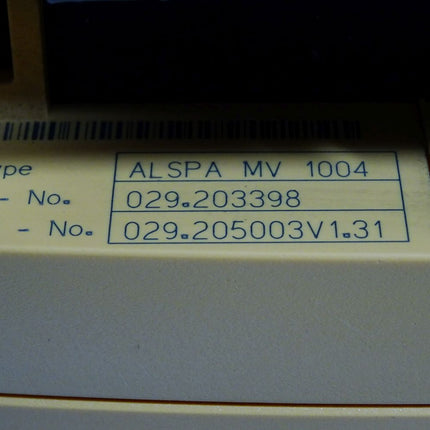 ype ALSPA MV 1004
- No. 029.203398
- No. 029.205003V1.31